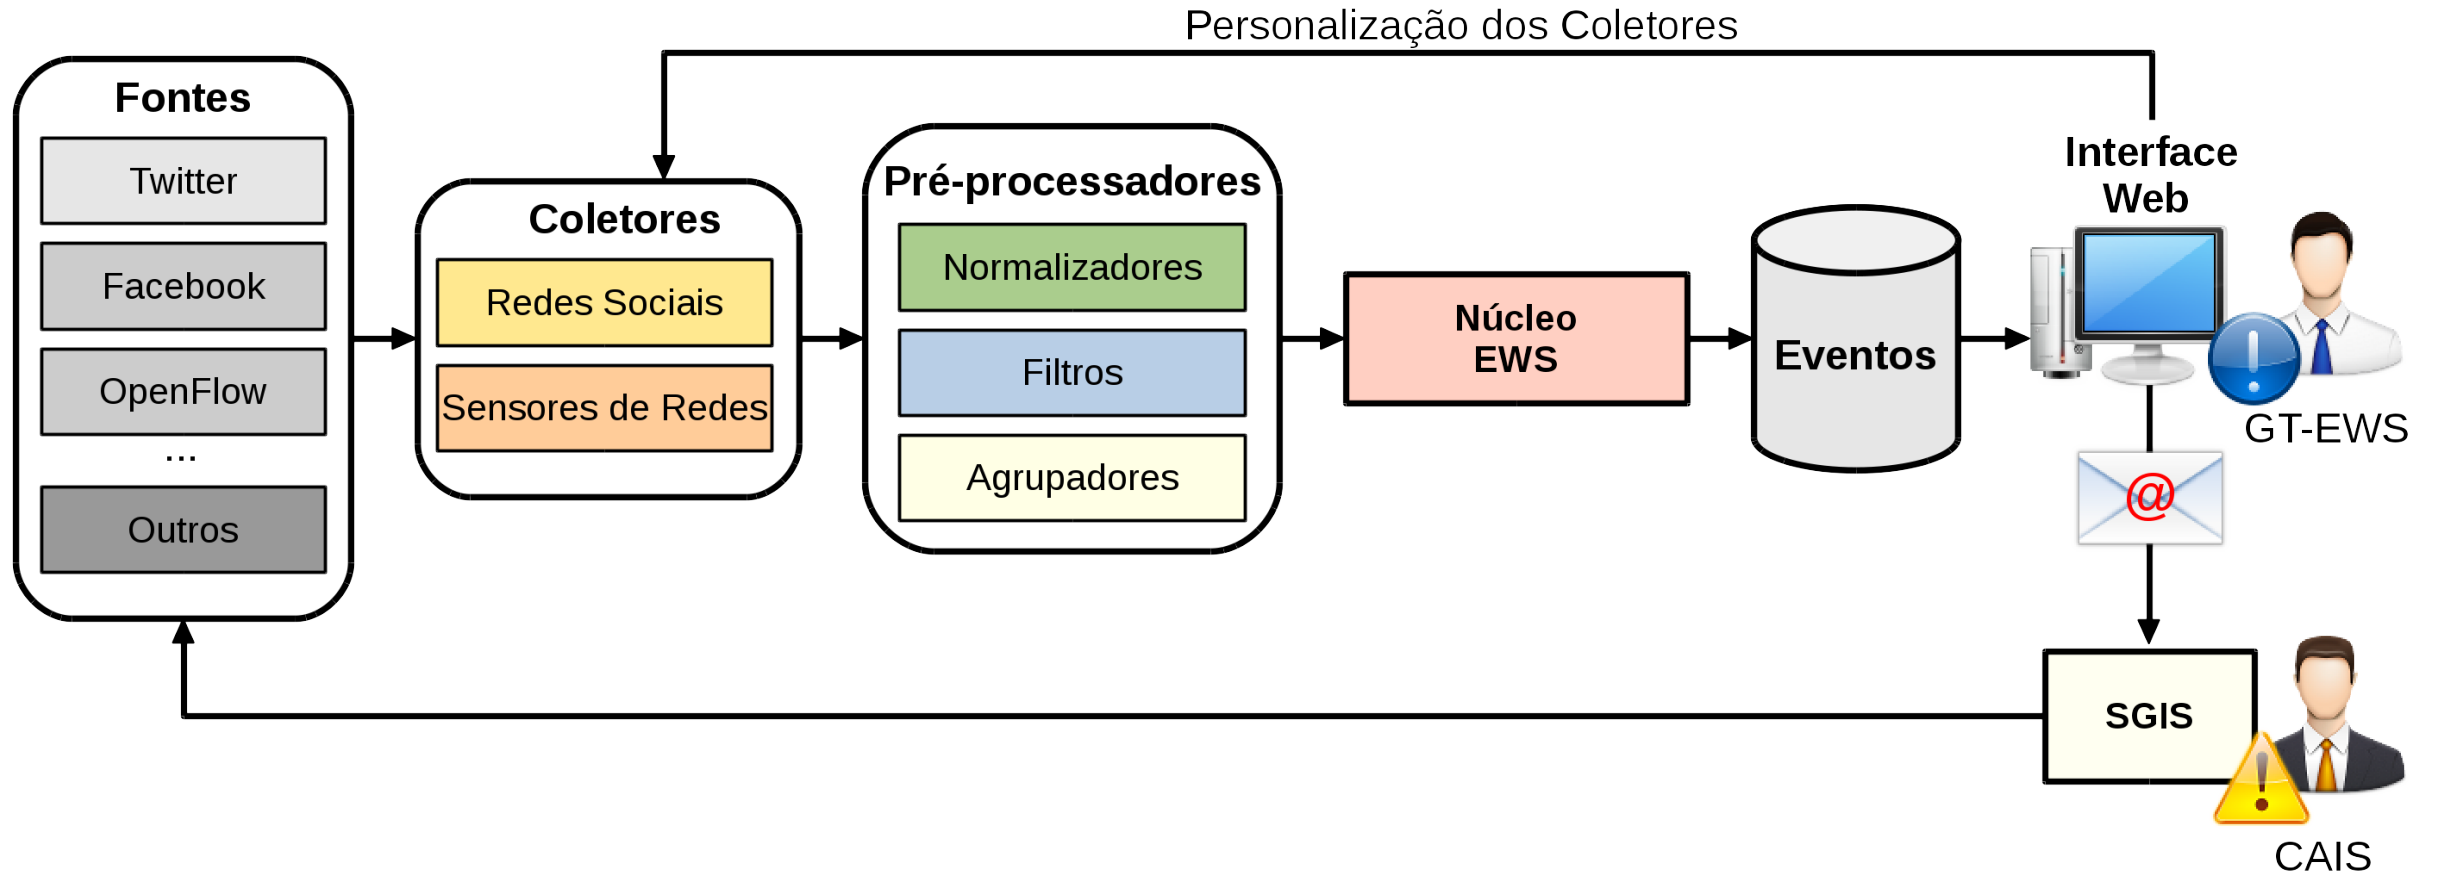 Personalização dos Coletores
Fontes
Twitter
Facebook
OpenFlow
...
Outros
Coletores
Redes Sociais
Sensores de Redes
Pré-processadores
Normalizadores
Filtros
Agrupadores
Núcleo
EWS
Eventos
Interface
Web
GT-EWS
@
SGIS
CAIS